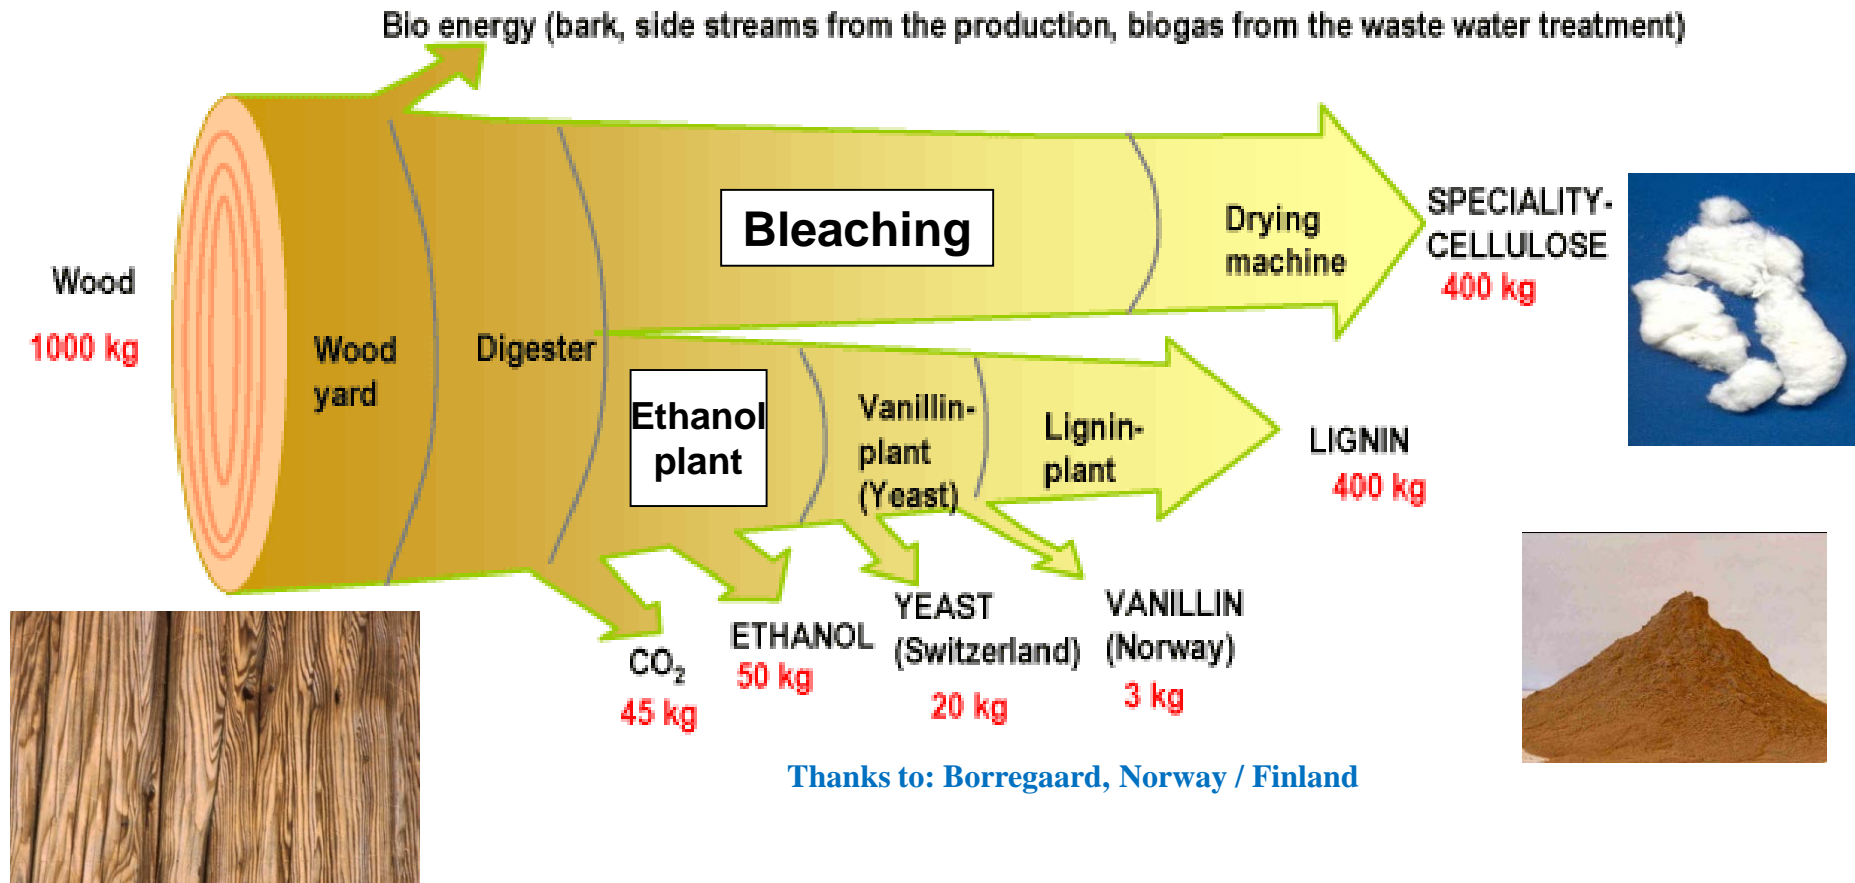 Bio energy (bark, side streams from the production, biogas from the waste water treatment)
Wood
1000 kg
Wood
yard
Digester
Bleaching
Drying
machine
SPECIALITY-
CELLULOSE
400 kg
Ethanol
plant
Vanillin-
plant
(Yeast)
Lignin-
plant
LIGNIN
400 kg
CO₂
45 kg
ETHANOL
50 kg
YEAST
(Switzerland)
20 kg
VANILLIN
(Norway)
3 kg
Thanks to: Borregaard, Norway / Finland